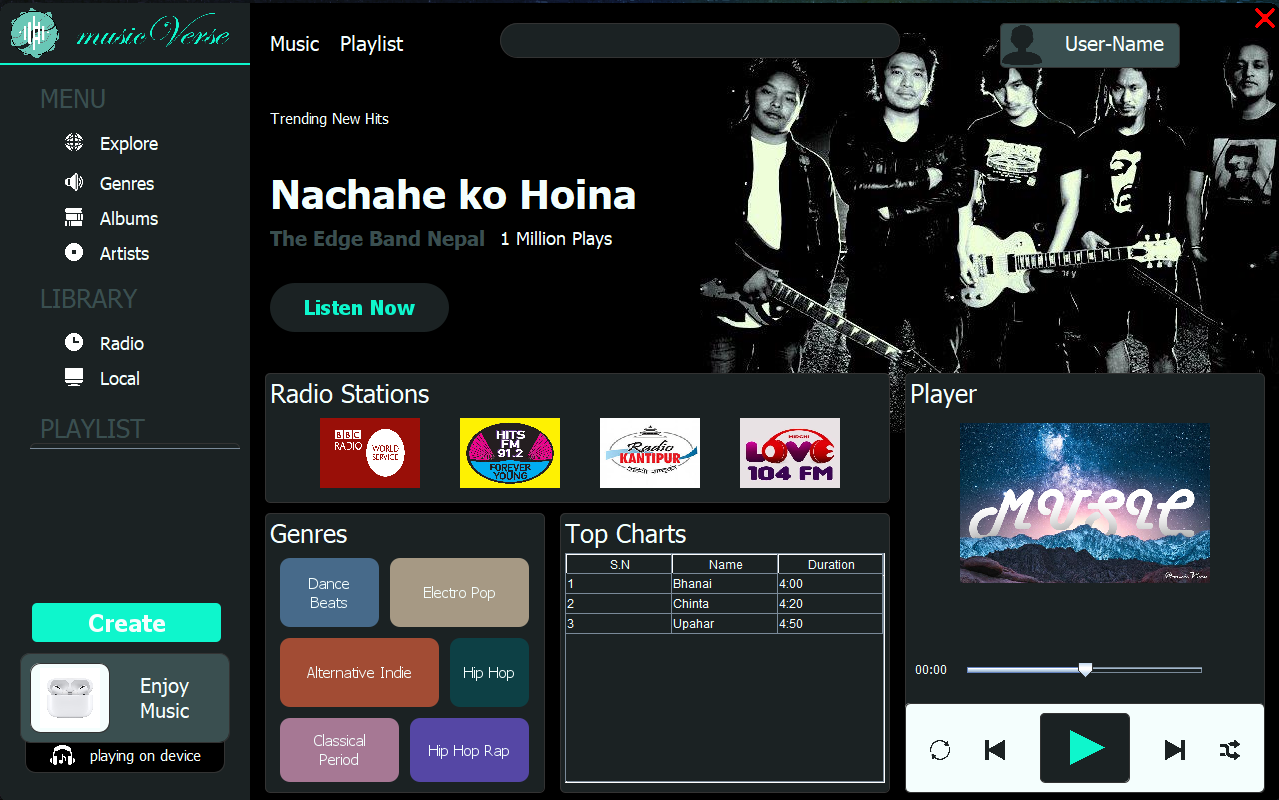 musicVerse
Music
Playlist
User-Name
MENU
Explore
Genres
Albums
Artists
LIBRARY
Radio
Local
PLAYLIST
Create
Enjoy
Music
playing on device
Trending New Hits
Nachahe ko Hoina
The Edge Band Nepal
1 Million Plays
Listen Now
Radio Stations
BBC
RADIO
WORLD
SERVICE
HITS
FM
91.2
FOREVER
YOUNG
Radio
KANTIPUR
LOVE
104 FM
Genres
Dance
Beats
Electro Pop
Alternative Indie
Hip Hop
Classical
Period
Hip Hop Rap
Top Charts
S.N Name Duration
1 Bhanai 4:00
2 Chinta 4:20
3 Upahar 4:50
Player
MUSIC
00:00